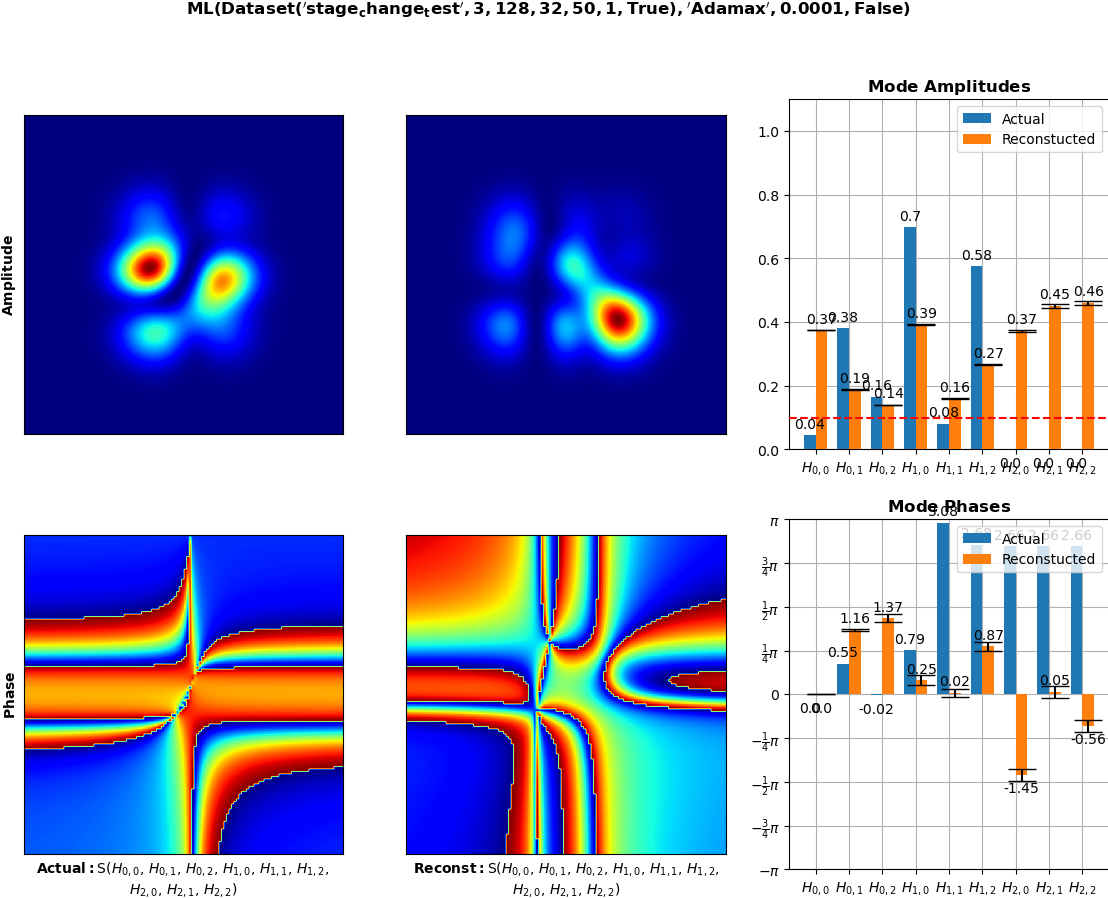 ML(Dataset('stage_change_test', 3, 128, 32, 50, 1, True), 'Adamax', 0.0001, False)
Amplitude
Mode Amplitudes
Actual
Reconstucted
1.0
0.8
0.6
0.4
0.2
0.0
0.04
0.37
0.38
0.19
0.16
0.14
0.7
0.39
0.08
0.16
0.58
0.27
0.0
0.37
0.0
0.45
0.0
0.46
H0,0 H0,1 H0,2 H1,0 H1,1 H1,2 H2,0 H2,1 H2,2
Phase
Mode Phases
Actual
Reconstucted
π
3/4π
1/2π
1/4π
0
−1/4π
−1/2π
−3/4π
−π
0.0
0.0
0.55
1.16
-0.02
1.37
0.79
0.25
3.08
0.02
0.87
-1.45
0.05
2.66
-0.56
H0,0 H0,1 H0,2 H1,0 H1,1 H1,2 H2,0 H2,1 H2,2
Actual: S(H0,0, H0,1, H0,2, H1,0, H1,1, H1,2,
H2,0, H2,1, H2,2)
Reconst: S(H0,0, H0,1, H0,2, H1,0, H1,1, H1,2,
H2,0, H2,1, H2,2)